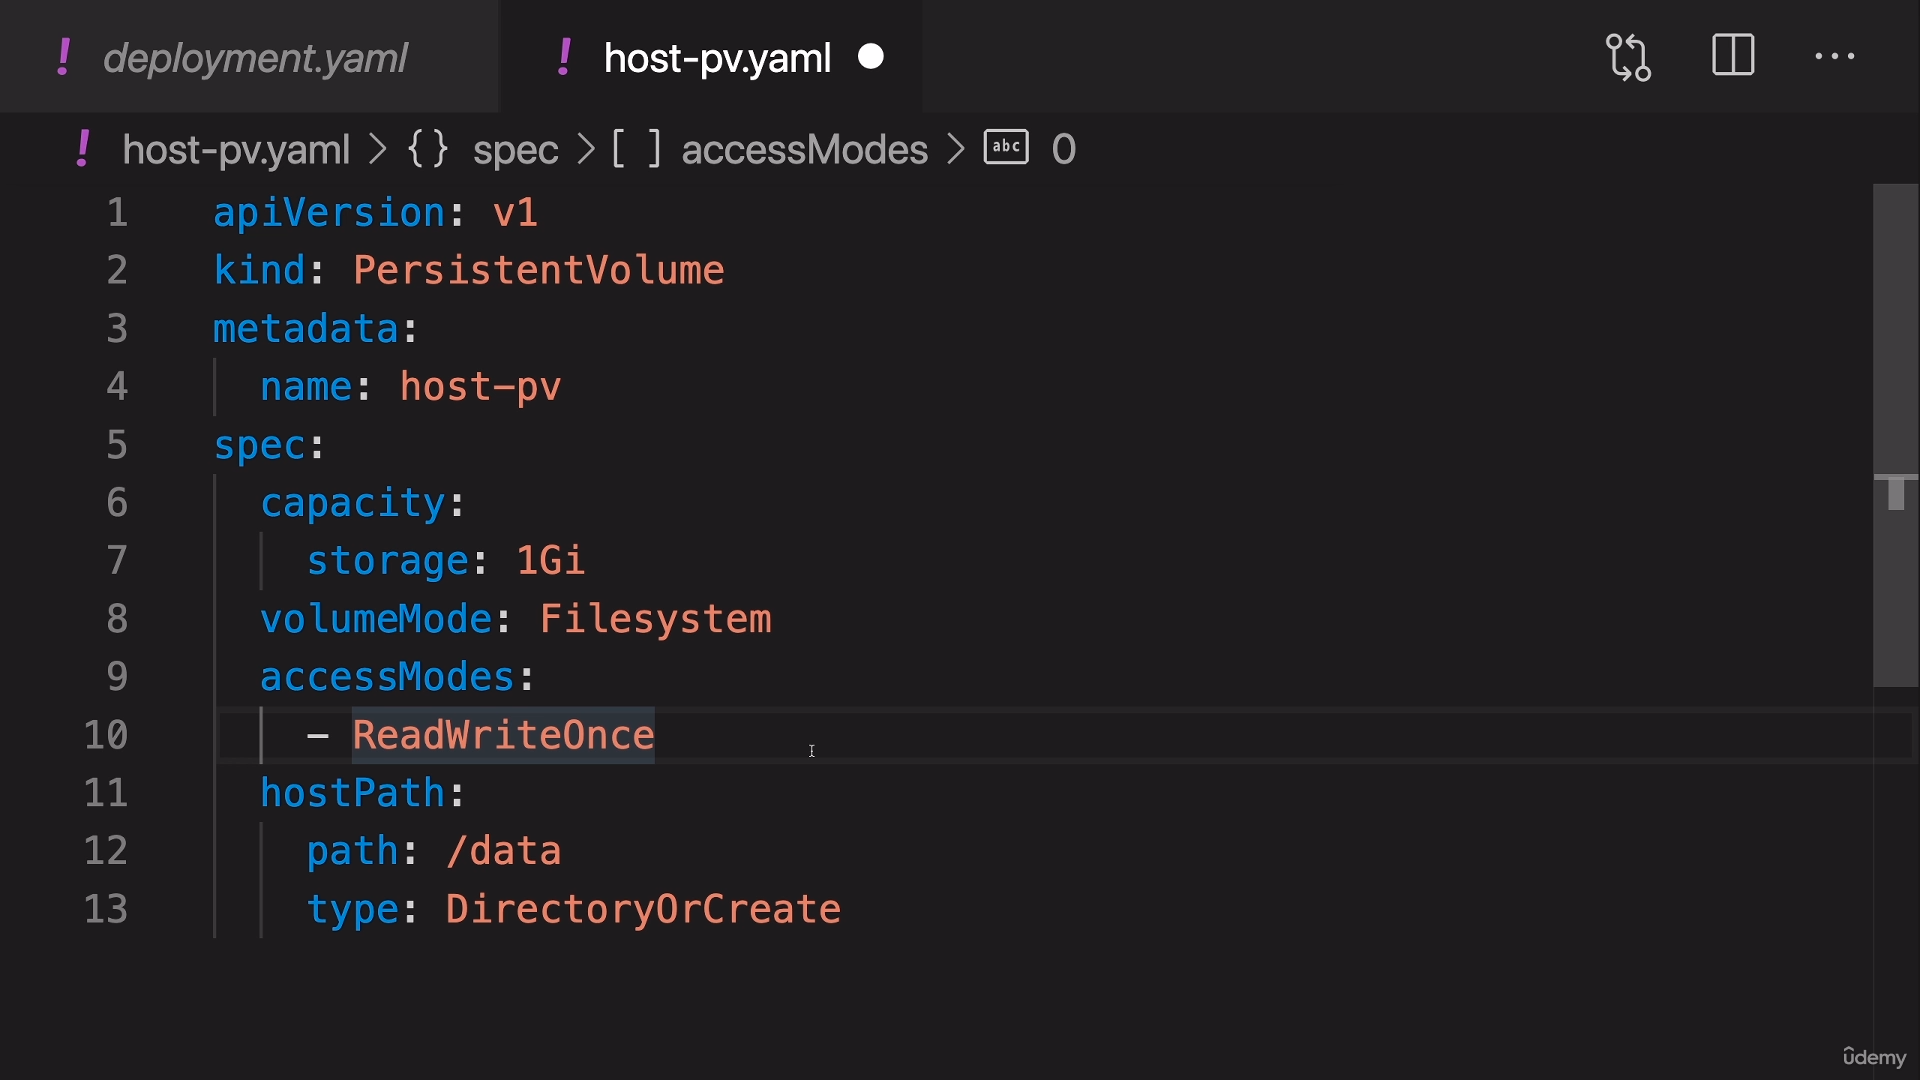 ! deployment.yaml ! host-pv.yaml
! host-pv.yaml > {} spec > [ ] accessModes > abc 0
1 apiVersion: v1
2 kind: PersistentVolume
3 metadata:
4   name: host-pv
5 spec:
6   capacity:
7     storage: 1Gi
8   volumeMode: Filesystem
9   accessModes:
10     - ReadWriteOnce
11   hostPath:
12     path: /data
13     type: DirectoryOrCreate
ûdemy